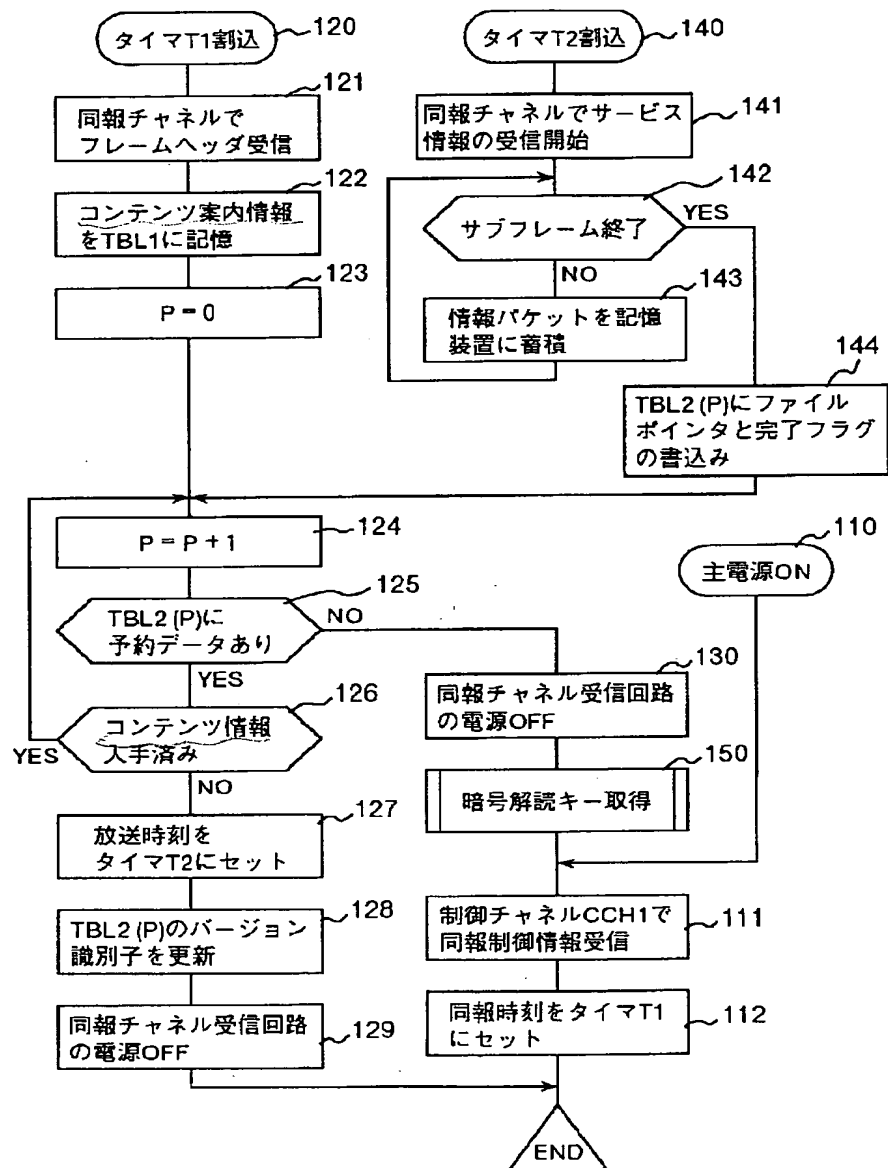 タイマT1割込
120
121
同報チャネルで
フレームヘッダ受信
122
コンテンツ案内情報
をTBL1に記憶
123
P=0
タイマT2割込
140
141
同報チャネルでサービス
情報の受信開始
142
サブフレーム終了
YES
NO
143
情報パケットを記憶
装置に蓄積
144
TBL2(P)にファイル
ポインタと完了フラグ
の書込み
124
P = P + 1
125
TBL2(P)に
予約データあり
NO
YES
126
コンテンツ情報
入手済み
YES
NO
127
放送時刻を
タイマT2にセット
128
TBL2(P)のバージョン
識別子を更新
129
同報チャネル受信回路
の電源OFF
110
主電源ON
130
同報チャネル受信回路
の電源OFF
150
暗号解読キー取得
制御チャネルCCH1で
同報制御情報受信
111
同報時刻をタイマT1
にセット
112
END